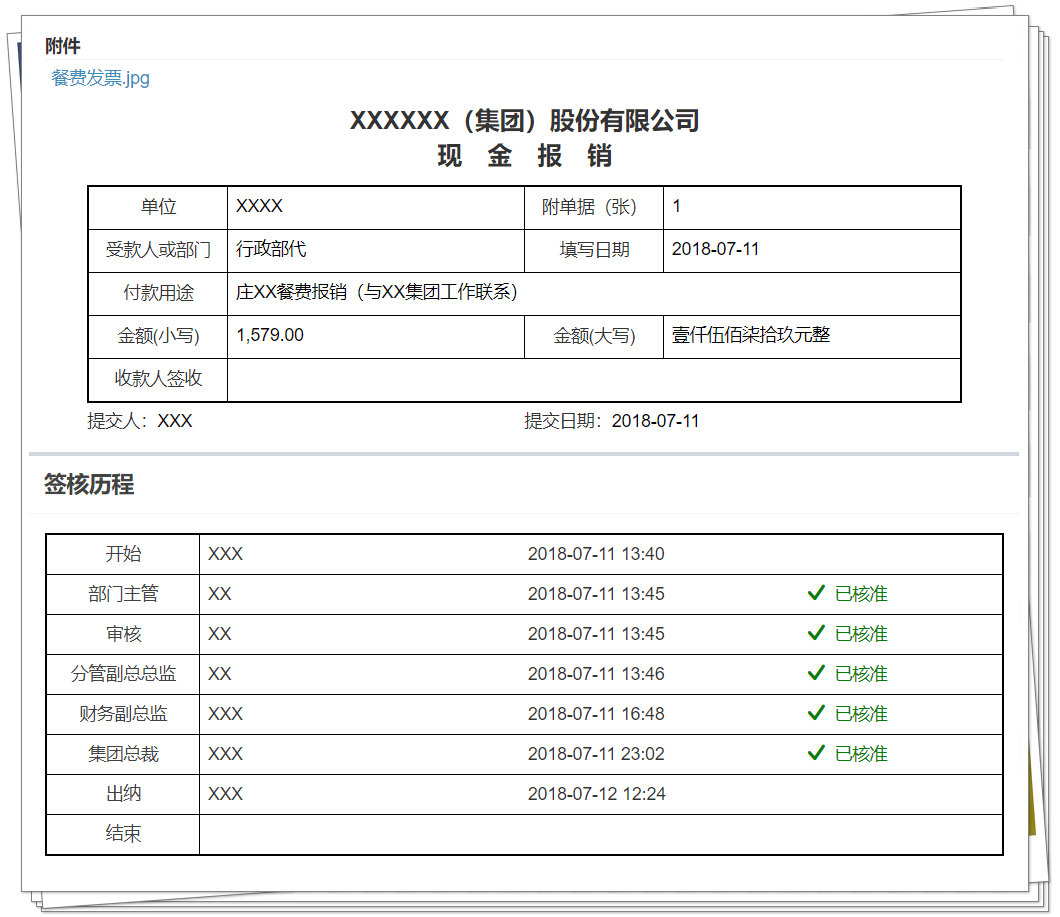 附件
餐费发票.jpg
XXXXXX（集团）股份有限公司
现 金 报 销
单位 XXXX 附单据（张） 1
受款人或部门 行政部代 填写日期 2018-07-11
付款用途 庄XX餐费报销（与XX集团工作联系）
金额(小写) 1,579.00 金额(大写) 壹仟伍佰柒拾玖元整
收款人签收
提交人：XXX 提交日期：2018-07-11
签核历程
开始 XXX 2018-07-11 13:40
部门主管 XX 2018-07-11 13:45 ✔ 已核准
审核 XX 2018-07-11 13:45 ✔ 已核准
分管副总总监 XX 2018-07-11 13:46 ✔ 已核准
财务副总监 XXX 2018-07-11 16:48 ✔ 已核准
集团总裁 XXX 2018-07-11 23:02 ✔ 已核准
出纳 XXX 2018-07-12 12:24
结束